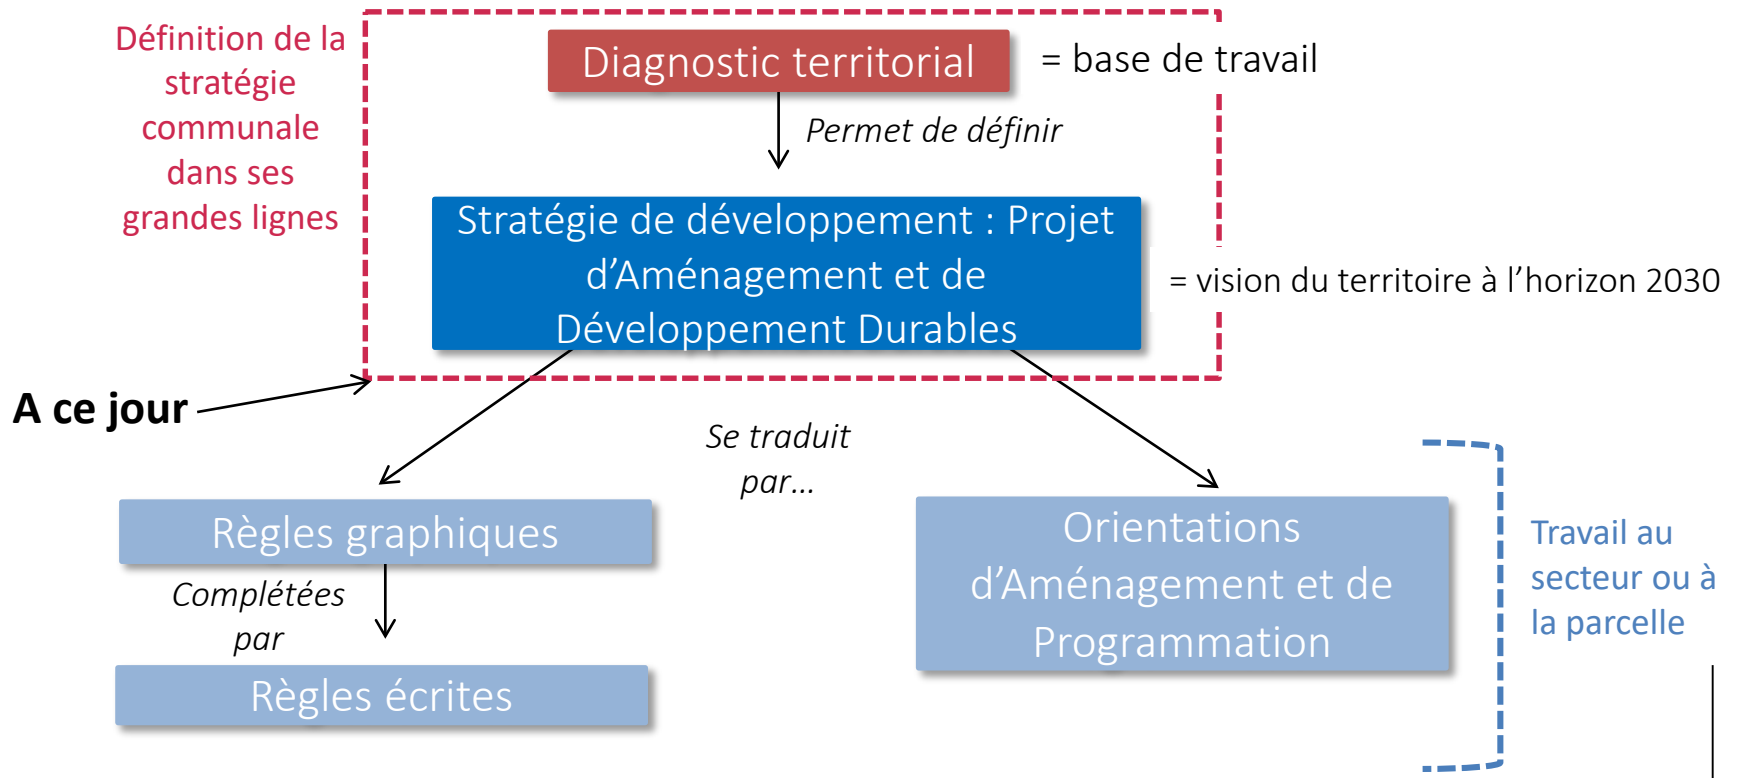 Définition de la
stratégie
communale
dans ses
grandes lignes
Diagnostic territorial
= base de travail
Permet de définir
Stratégie de développement : Projet
d’Aménagement et de
Développement Durables
= vision du territoire à l’horizon 2030
A ce jour
Se traduit
par...
Règles graphiques
Complétées
par
Règles écrites
Orientations
d’Aménagement et de
Programmation
Travail au
secteur ou à
la parcelle